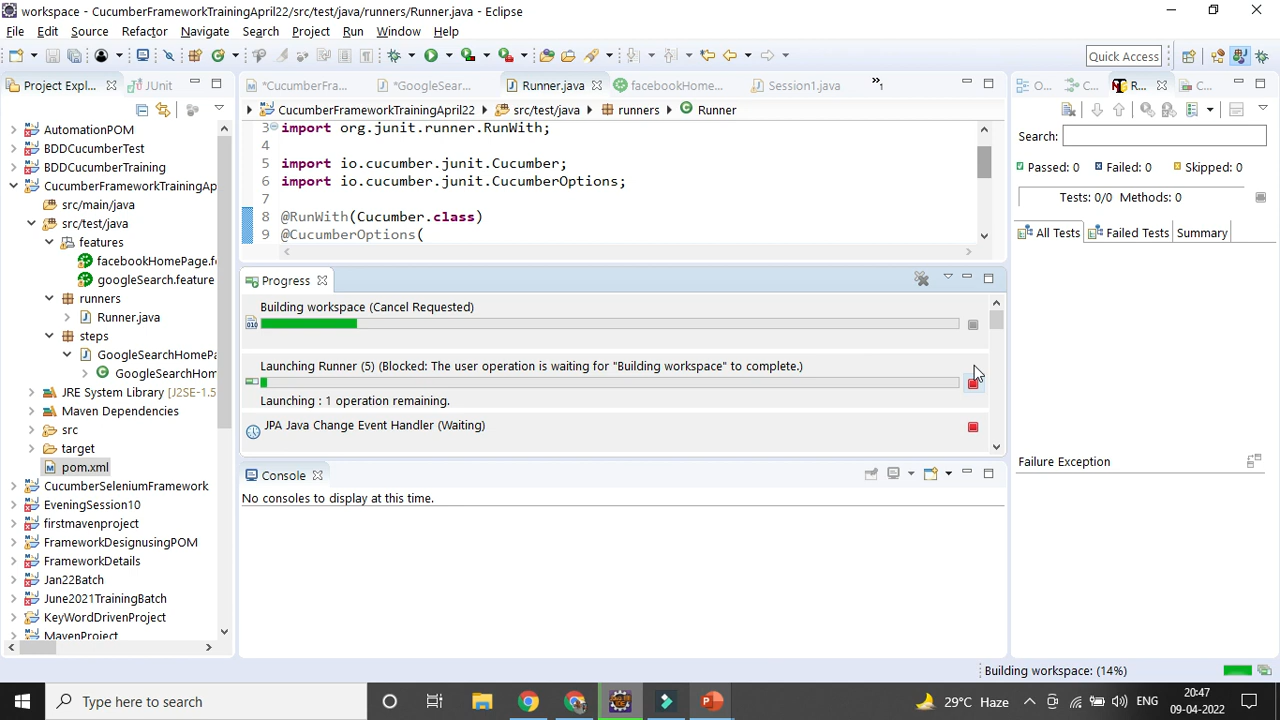 workspace - CucumberFrameworkTrainingApril22/src/test/java/runners/Runner.java - Eclipse
File Edit Source Refactor Navigate Search Project Run Window Help
Quick Access
Project Expl... JUnit
*CucumberFra... *GoogleSear... Runner.java facebookHome... Session1.java »1
O... C... R... C...
CucumberFrameworkTrainingApril22 src/test/java runners Runner
AutomationPOM
BDDCucumberTest
BDDCucumberTraining
CucumberFrameworkTrainingAp
src/main/java
src/test/java
features
facebookHomePage.f
googleSearch.feature
runners
Runner.java
steps
GoogleSearchHomePa
GoogleSearchHom
JRE System Library [J2SE-1.5
Maven Dependencies
src
target
pom.xml
CucumberSeleniumFramework
EveningSession10
firstmavenproject
FrameworkDesignusingPOM
FrameworkDetails
Jan22Batch
June2021TrainingBatch
KeyWordDrivenProject
MavenProject
3 import org.junit.runner.RunWith;
4
5 import io.cucumber.junit.Cucumber;
6 import io.cucumber.junit.CucumberOptions;
7
8 @RunWith(Cucumber.class)
9 @CucumberOptions(
Progress
Building workspace (Cancel Requested)
Launching Runner (5) (Blocked: The user operation is waiting for "Building workspace" to complete.)
Launching : 1 operation remaining.
JPA Java Change Event Handler (Waiting)
Console
No consoles to display at this time.
Search:
Passed: 0 Failed: 0 Skipped: 0
Tests: 0/0 Methods: 0
All Tests Failed Tests Summary
Failure Exception
Building workspace: (14%)
Type here to search
29°C Haze
ENG
20:47
09-04-2022